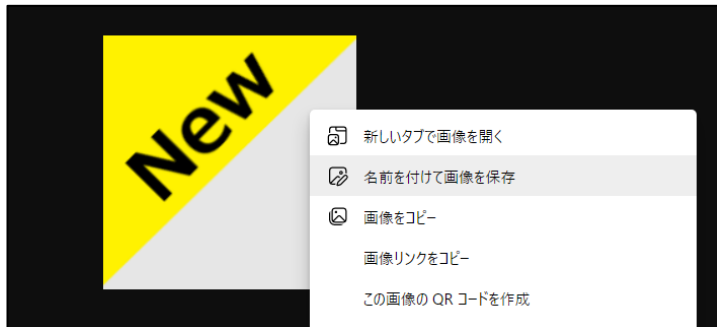 New
新しいタブで画像を開く
名前を付けて画像を保存
画像をコピー
画像リンクをコピー
この画像の QR コードを作成